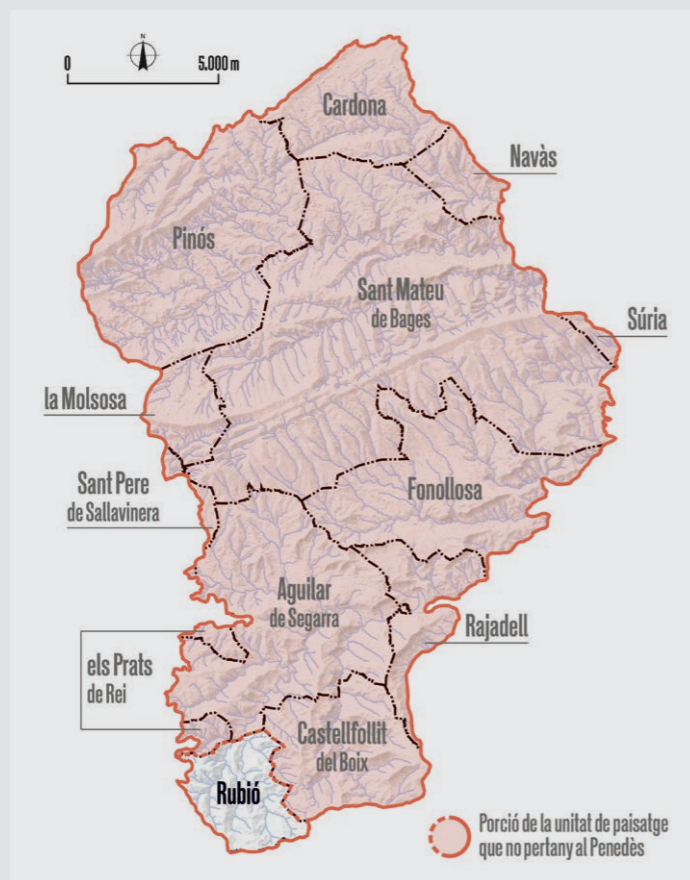 0
5.000 m
Cardona
Navàs
Pinós
Sant Mateu
de Bages
Súria
la Molsosa
Sant Pere
de Sallavinera
Fonollosa
Aguilar
de Segarra
Rajadell
els Prats
de Rei
Castellfollit
del Boix
Rubió
Porció de la unitat de paisatge
que no pertany al Penedès